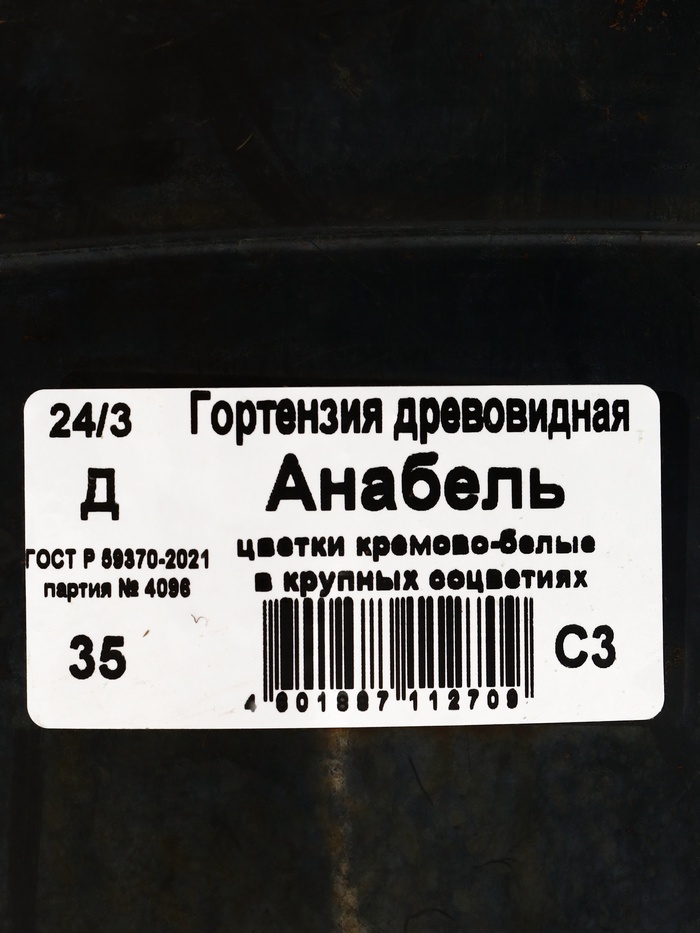 24/3
Гортензия древовидная
Д
Анабель
ГОСТ Р 59370-2021
партия № 4096
цветки кремово-белые
в крупных соцветиях
35
С3
4 601887 112709